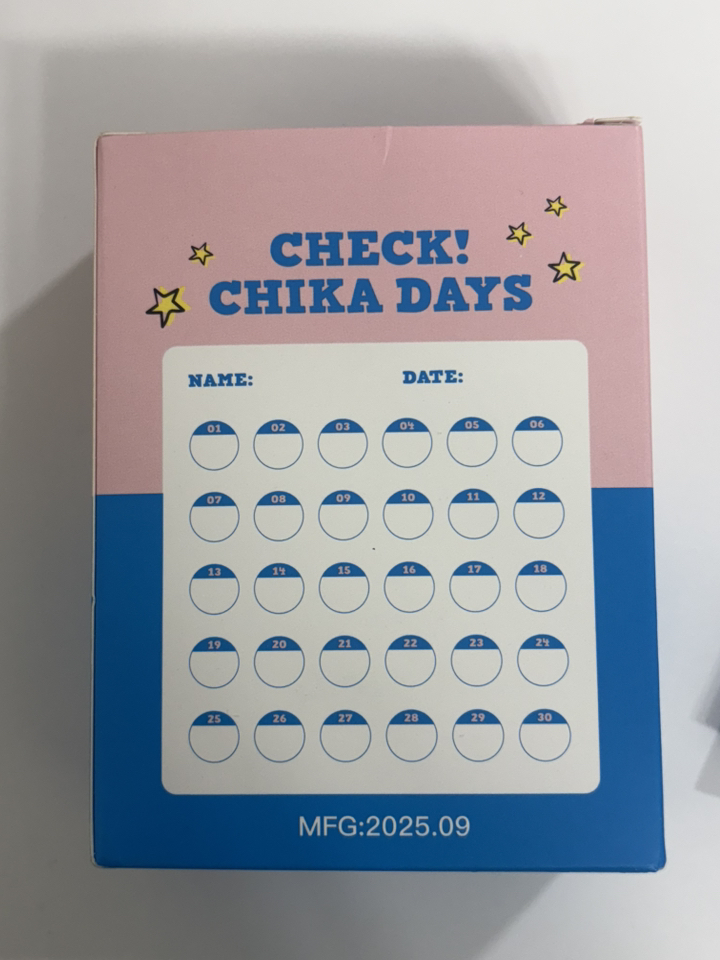 CHECK!
CHIKA DAYS
NAME: DATE:
01 02 03 04 05 06
07 08 09 10 11 12
13 14 15 16 17 18
19 20 21 22 23 24
25 26 27 28 29 30
MFG:2025.09